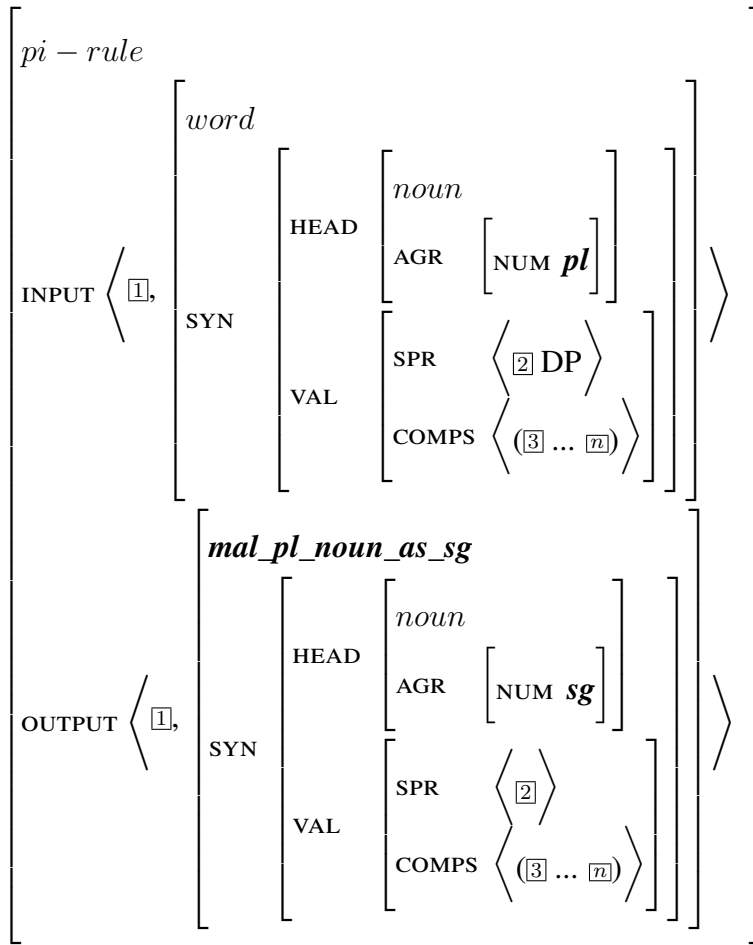 pi − rule
word
noun
HEAD
AGR [NUM pl]
INPUT ⟨ 1, SYN
SPR ⟨ 2 DP ⟩
VAL
COMPS ⟨ (3 ... n) ⟩ ⟩
mal_pl_noun_as_sg
noun
HEAD
AGR [NUM sg]
OUTPUT ⟨ 1, SYN
SPR ⟨ 2 ⟩
VAL
COMPS ⟨ (3 ... n) ⟩ ⟩